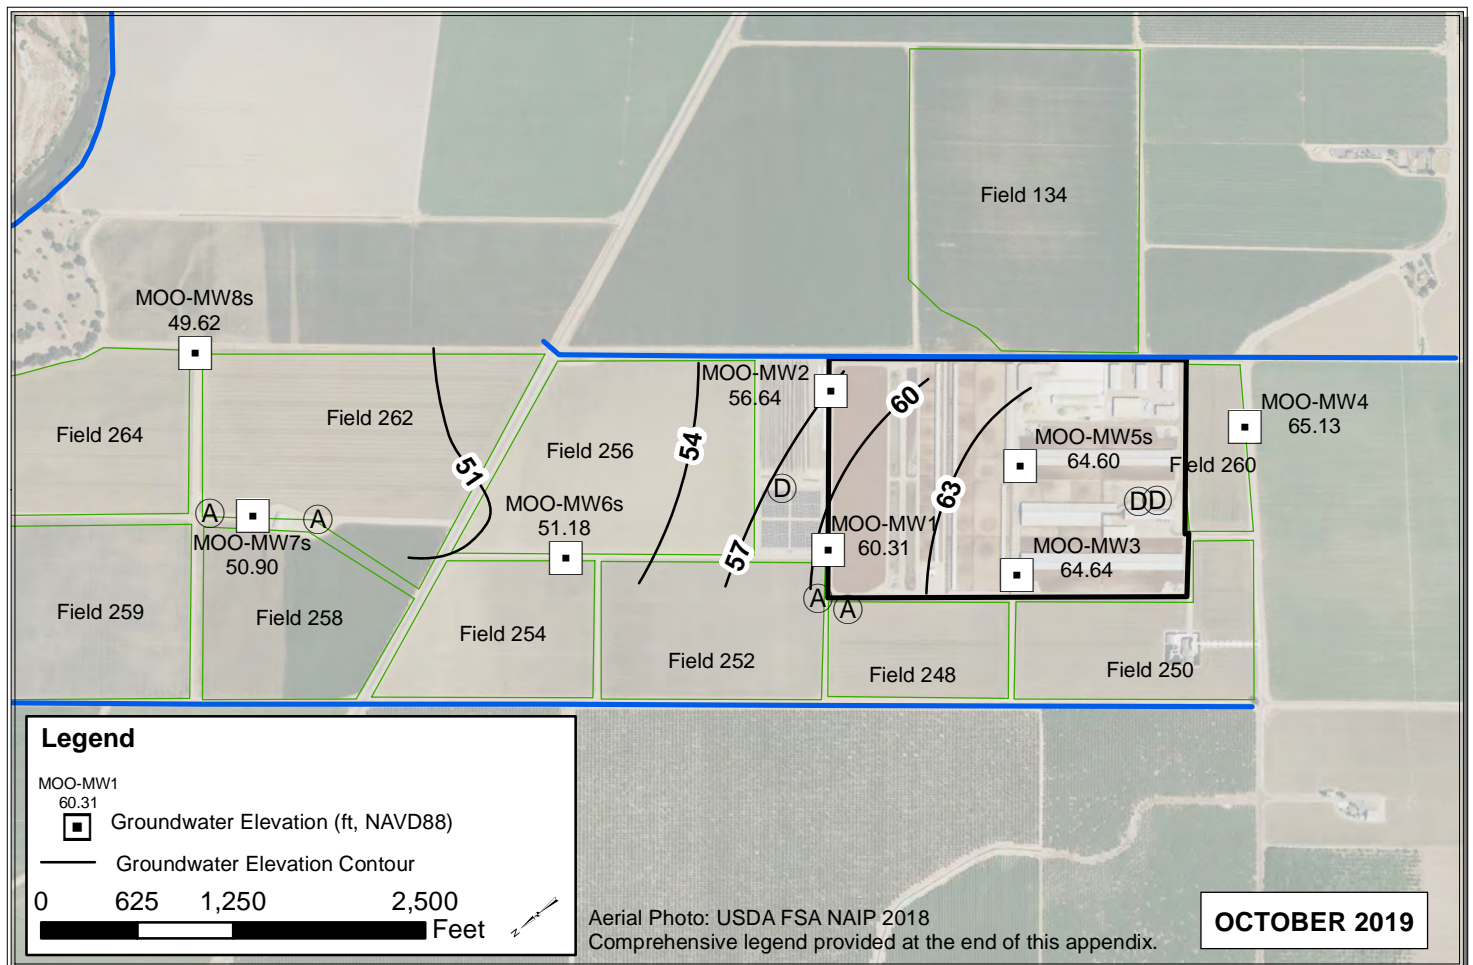 Field 134
MOO-MW8s
49.62
MOO-MW2
56.64
60
MOO-MW4
65.13
Field 264
Field 262
51
Field 256
54
MOO-MW5s
64.60
Field 260
63
D
D
D
A
A
MOO-MW7s
50.90
MOO-MW6s
51.18
57
MOO-MW1
60.31
MOO-MW3
64.64
A
A
Field 259
Field 258
Field 254
Field 252
Field 248
Field 250
Legend
MOO-MW1
60.31
Groundwater Elevation (ft, NAVD88)
Groundwater Elevation Contour
0 625 1,250 2,500
Feet
N
Aerial Photo: USDA FSA NAIP 2018
Comprehensive legend provided at the end of this appendix.
OCTOBER 2019